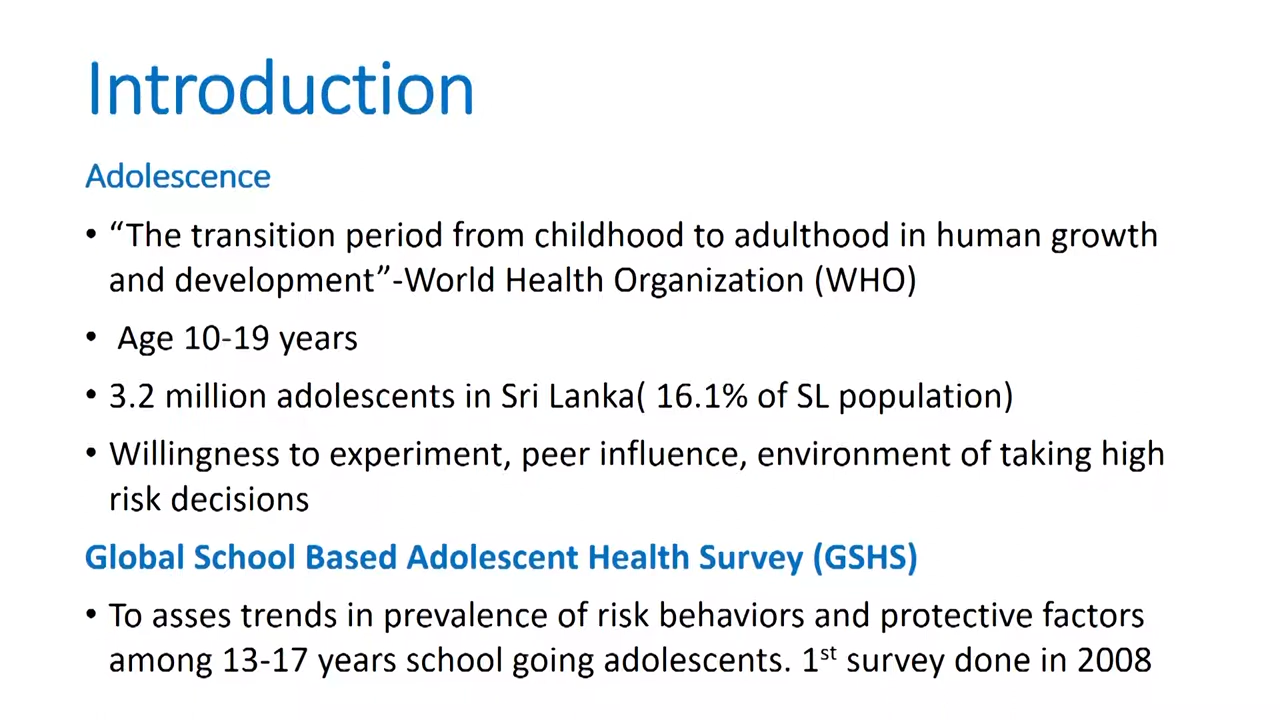 Introduction
Adolescence
• “The transition period from childhood to adulthood in human growth
and development”-World Health Organization (WHO)
• Age 10-19 years
• 3.2 million adolescents in Sri Lanka( 16.1% of SL population)
• Willingness to experiment, peer influence, environment of taking high
risk decisions
Global School Based Adolescent Health Survey (GSHS)
• To asses trends in prevalence of risk behaviors and protective factors
among 13-17 years school going adolescents. 1st survey done in 2008